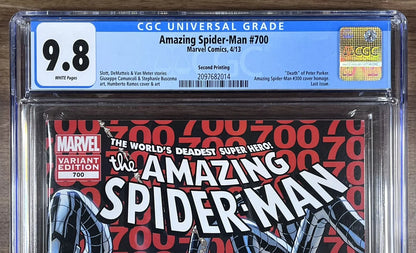 CGC UNIVERSAL GRADE
9.8
WHITE Pages
Amazing Spider-Man #700
Marvel Comics, 4/13
Second Printing
Slott, DeMatteis & Van Meter stories
Giuseppe Camuncoli & Stephanie Buscema
art, Humberto Ramos cover & art
2097682014
"Death" of Peter Parker
Amazing Spider-Man #300 cover homage
Last issue.
CGC
MARVEL
VARIANT
EDITION
700
THE WORLD'S DEADEST SUPER HERO!
the AMAZING
SPIDER-MAN